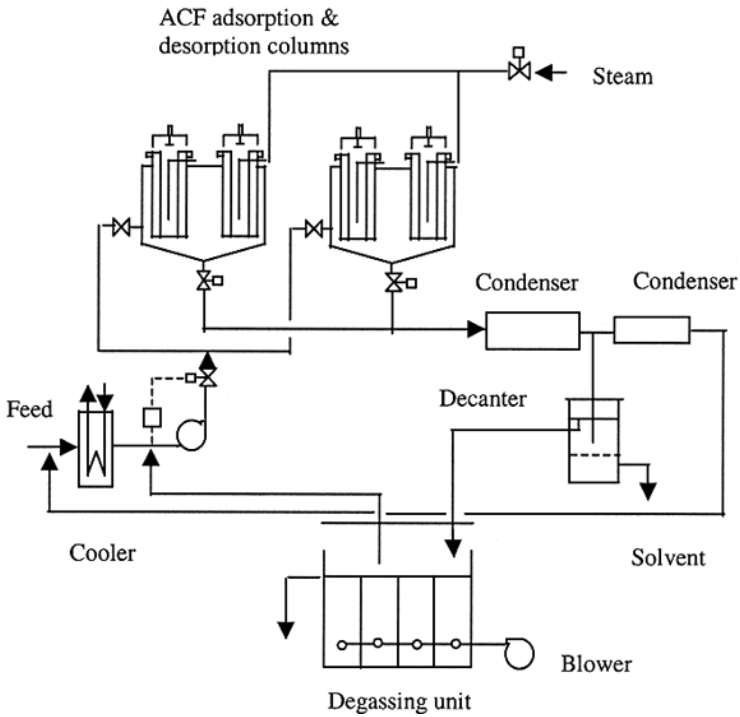 ACF adsorption &
desorption columns
Steam
Condenser
Condenser
Feed
Decanter
Cooler
Solvent
Blower
Degassing unit